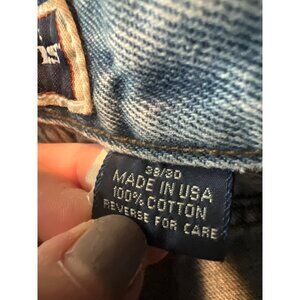 38/30
MADE IN USA
100% COTTON
REVERSE FOR CARE